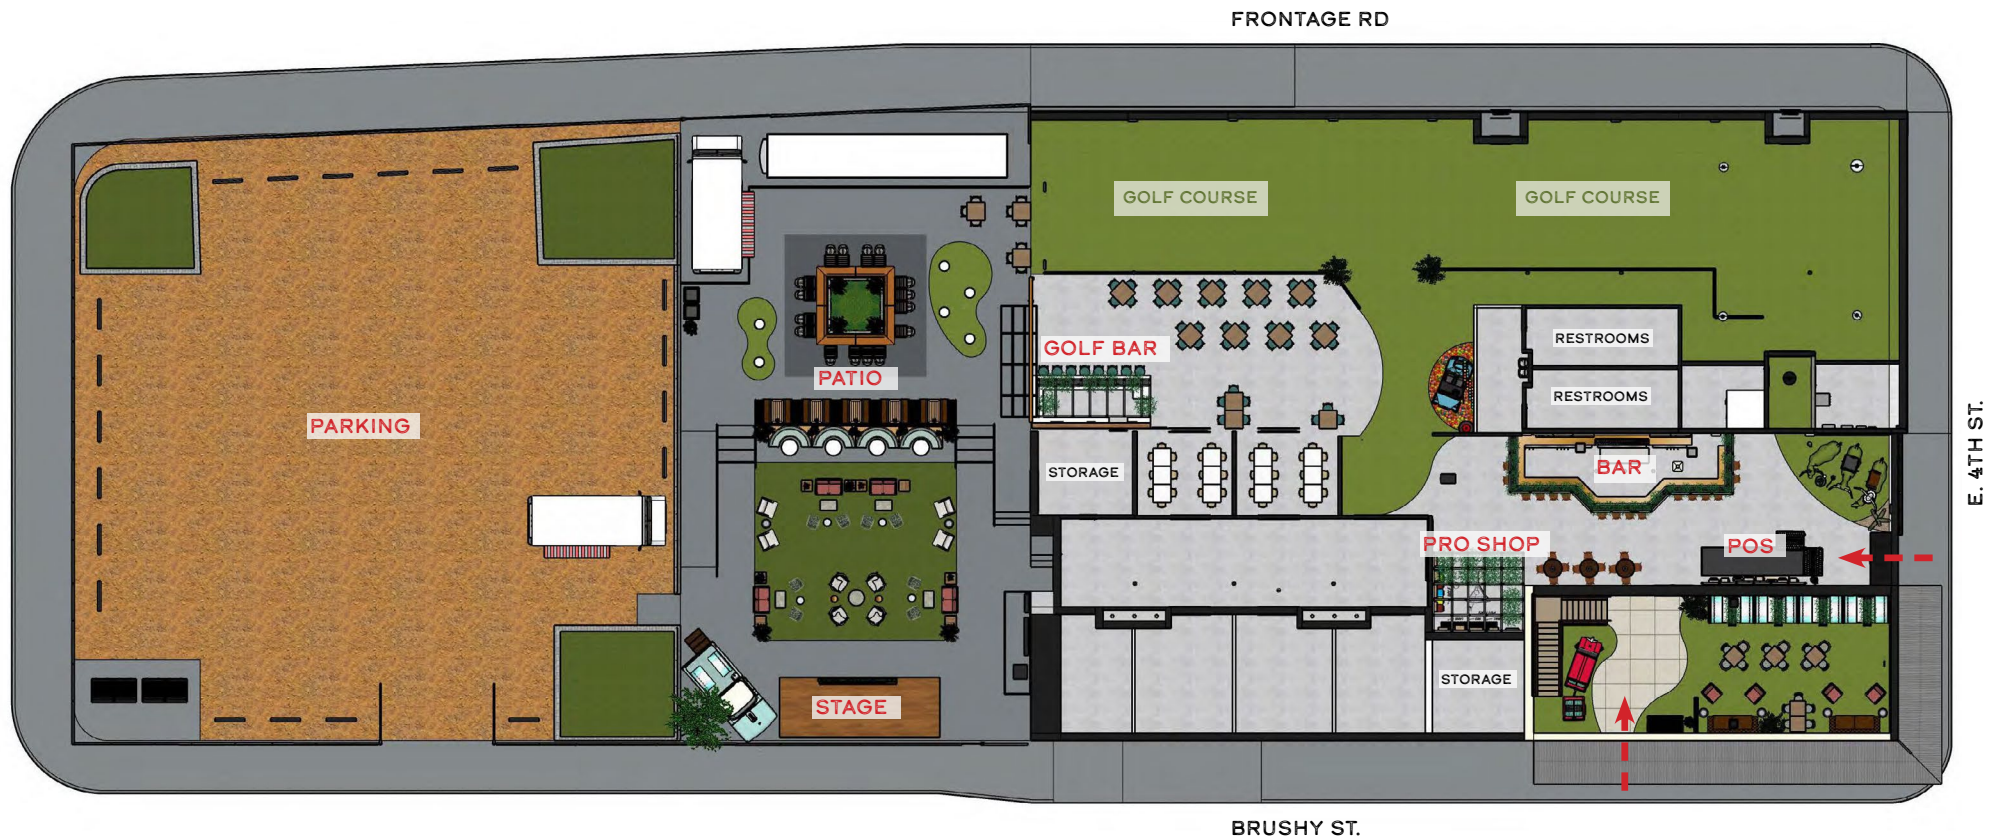 FRONTAGE RD
GOLF COURSE
GOLF COURSE
RESTROOMS
GOLF BAR
PATIO
RESTROOMS
PARKING
E. 4TH ST.
STORAGE
BAR
PRO SHOP
POS
STORAGE
STAGE
BRUSHY ST.